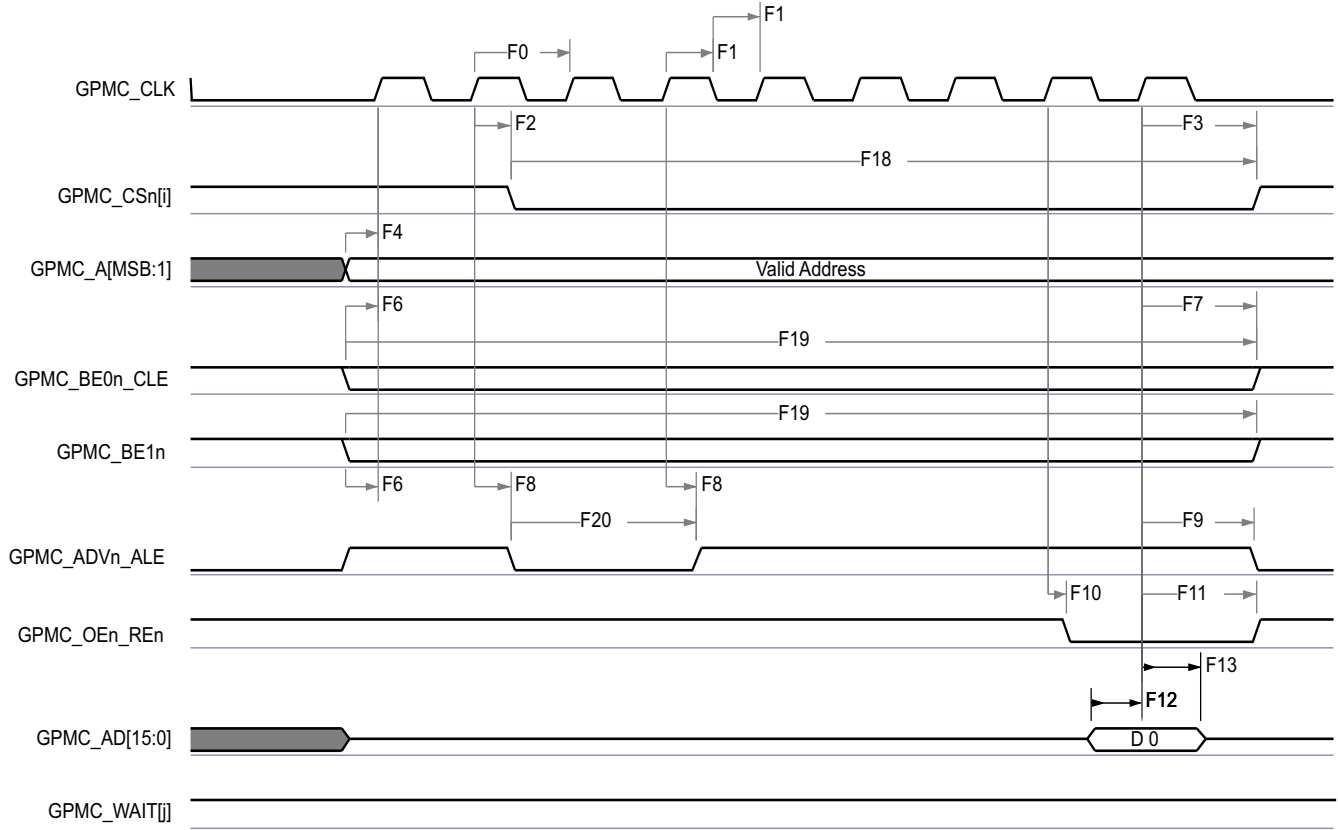 F1
F0
F1
GPMC_CLK
F2
F3
F18
GPMC_CSn[i]
F4
GPMC_A[MSB:1]
Valid Address
F6
F7
F19
GPMC_BE0n_CLE
F19
GPMC_BE1n
F6
F8
F8
F20
F9
GPMC_ADVn_ALE
F10
F11
GPMC_OEn_REn
F13
F12
GPMC_AD[15:0]
D 0
GPMC_WAIT[j]